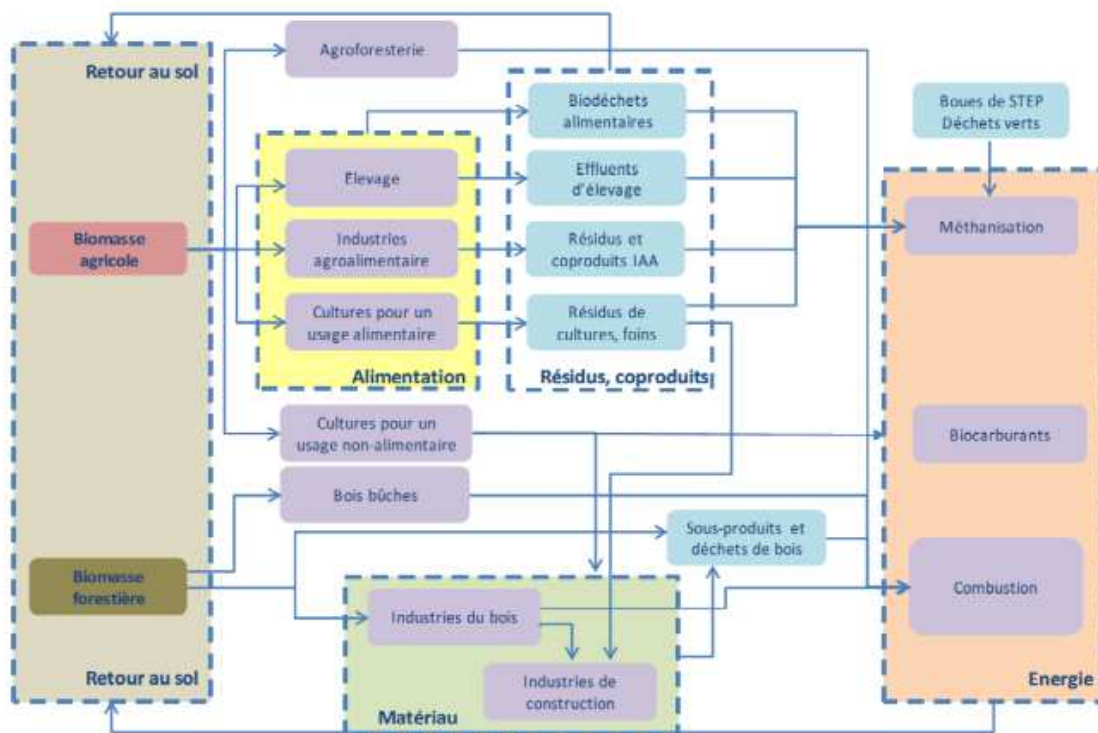 Retour au sol
Agroforesterie
Biodéchets
alimentaires
Boues de STEP
Déchets verts
Elevage
Effluents
d'élevage
Biomasse
agricole
Industries
agroalimentaire
Résidus et
coproduits IAA
Méthanisation
Cultures pour un
usage alimentaire
Résidus de
cultures, foins
Alimentation
Résidus, coproduits
Cultures pour un
usage non-alimentaire
Biocarburants
Bois bûches
Sous-produits et
déchets de bois
Biomasse
forestière
Combustion
Industries du bois
Retour au sol
Industries de
construction
Energie
Matériau